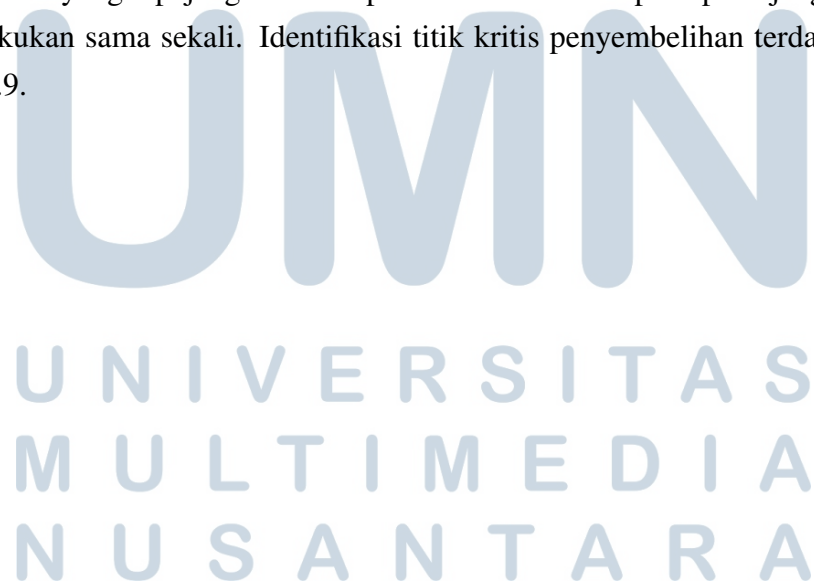 kukan sama sekali. Identifikasi titik kritis penyembelihan terda
.9.
UMN
UNIVERSITAS
MULTIMEDIA
NUSANTARA